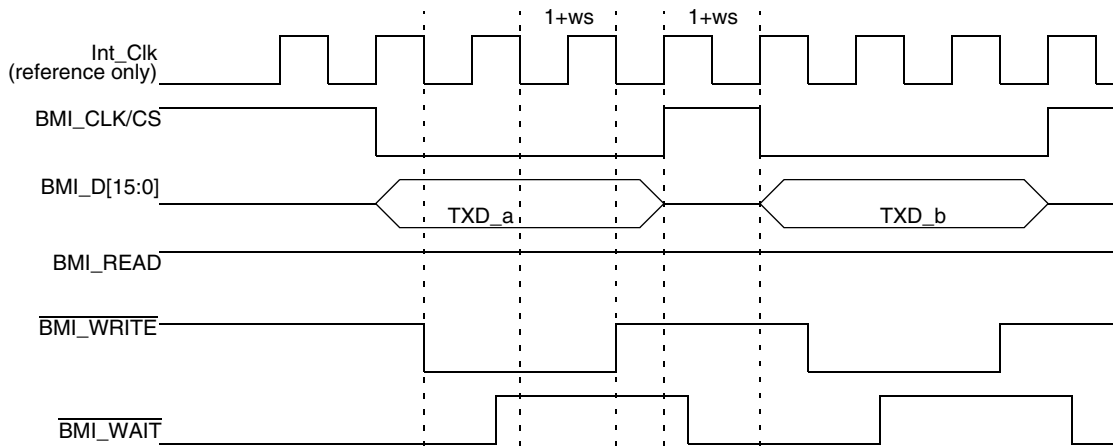 1+ws 1+ws
Int_Clk
(reference only)
BMI_CLK/CS
BMI_D[15:0]
TXD_a TXD_b
BMI_READ
BMI_WRITE
BMI_WAIT